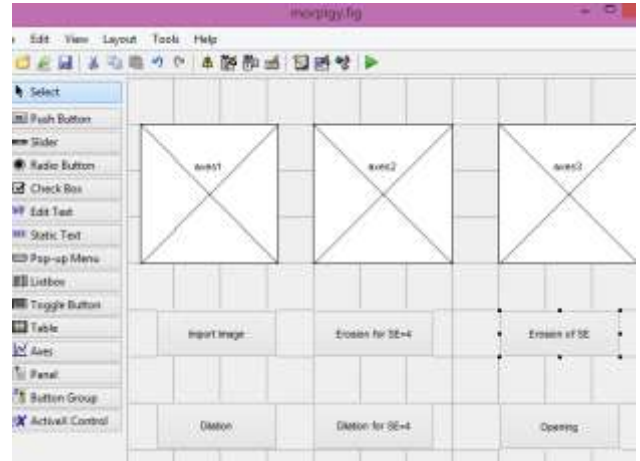 morpigy.fig
Edit View Layout Tools Help
Select
Push Button
Slider
Radio Button
Check Box
Edit Text
Static Text
Pop-up Menu
Listbox
Toggle Button
Table
Axes
Panel
Button Group
ActiveX Control
axes1 axes2 axes3
Import image Erosion for SE=4 Erosion of SE
Dilation Dilation for SE=4 Opening